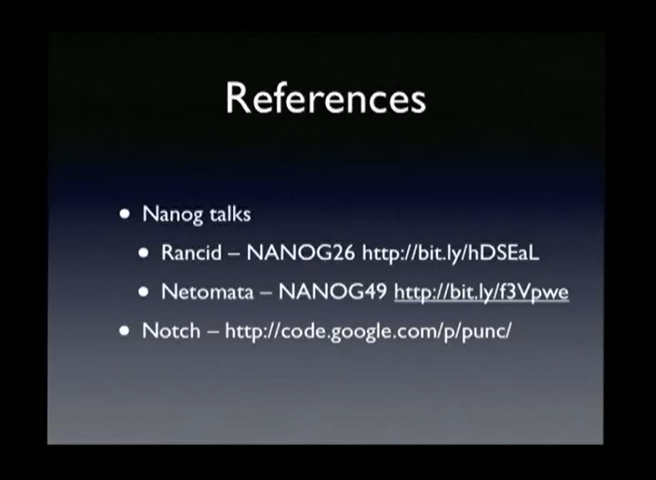 References
• Nanog talks
• Rancid – NANOG26 http://bit.ly/hDSEaL
• Netomata – NANOG49 http://bit.ly/f3Vpwe
• Notch – http://code.google.com/p/punc/